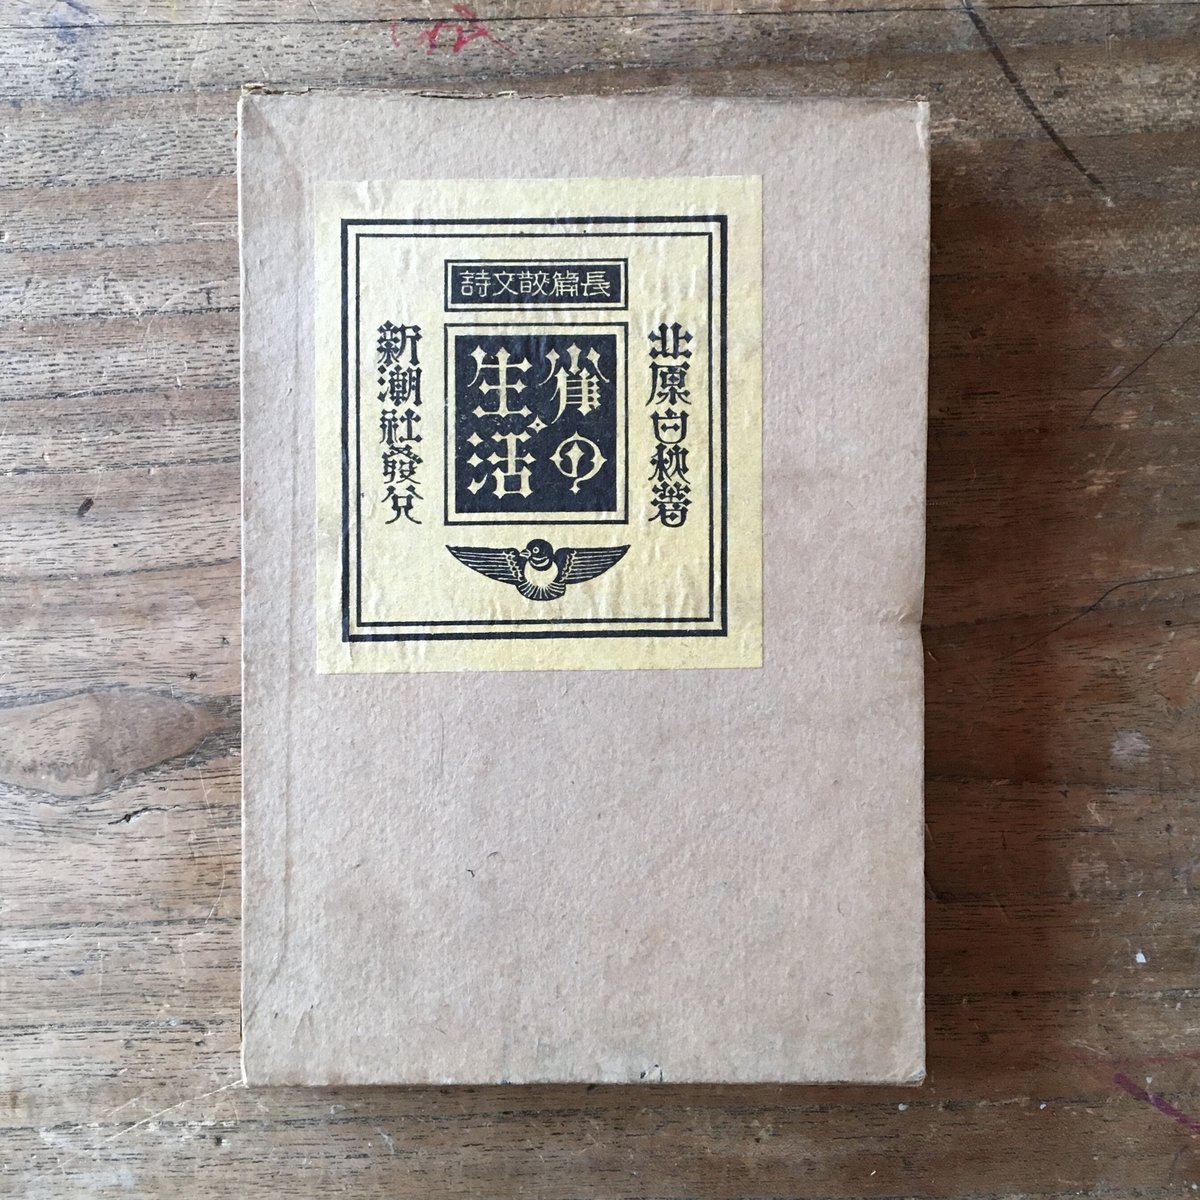 長篇散文詩
北原白秋著
雀の
生活
新潮社發兌